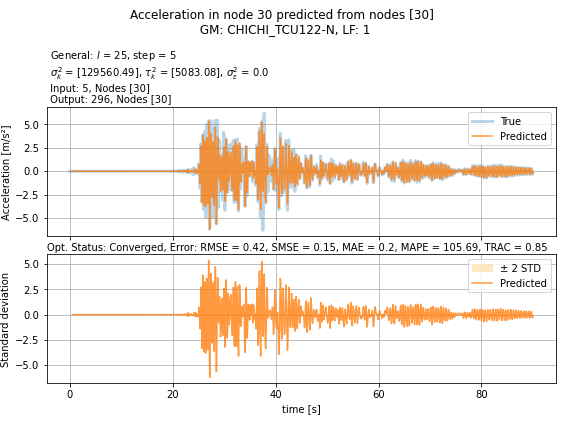 Acceleration in node 30 predicted from nodes [30]
GM: CHICHI_TCU122-N, LF: 1
General: l = 25, step = 5
σ²ₖ = [129560.49], τ²ₖ = [5083.08], σ²ₑ = 0.0
Input: 5, Nodes [30]
Output: 296, Nodes [30]
Acceleration [m/s²]
5.0
2.5
0.0
−2.5
−5.0
True
Predicted
Opt. Status: Converged, Error: RMSE = 0.42, SMSE = 0.15, MAE = 0.2, MAPE = 105.69, TRAC = 0.85
Standard deviation
5.0
2.5
0.0
−2.5
−5.0
± 2 STD
Predicted
0 20 40 60 80
time [s]